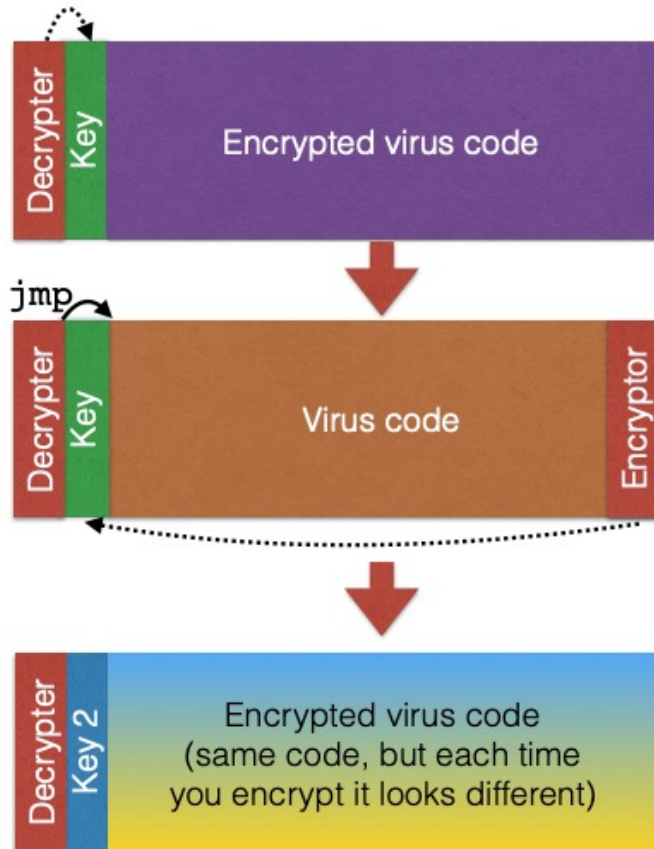 Decrypter
Key
Encrypted virus code
jmp
Decrypter
Key
Virus code
Encryptor
Decrypter
Key 2
Encrypted virus code
(same code, but each time
you encrypt it looks different)